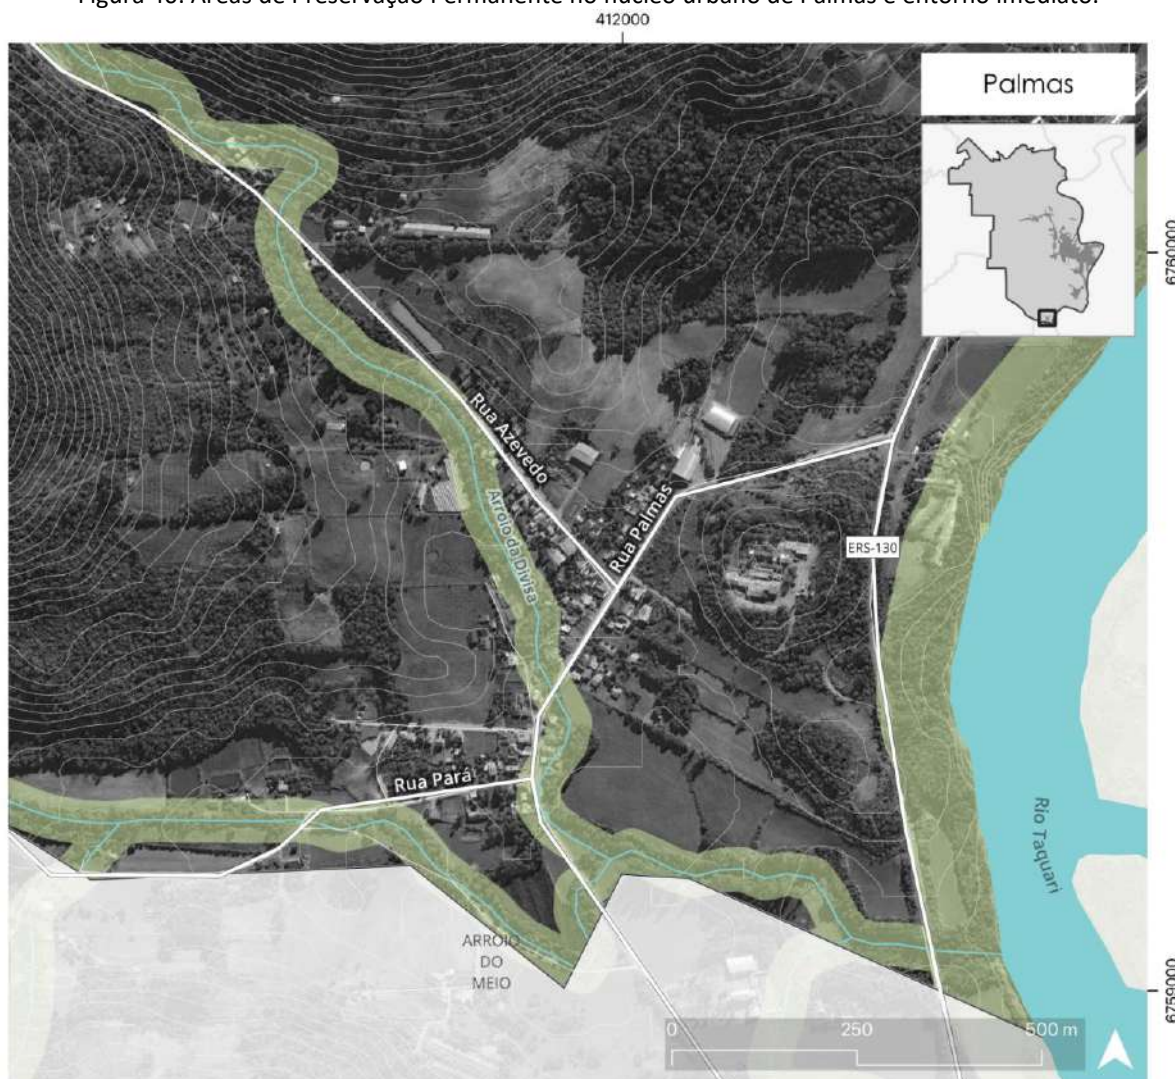 Figura 40: Áreas de Preservação Permanente no núcleo urbano de Palmas e entorno imediato.
412000
Palmas
6760000
Rua Azevedo
Arroio da Divisa
Rua Palmas
ERS-130
Rua Pará
Rio Taquari
ARROIO
DO
MEIO
6759000
0 250 500 m